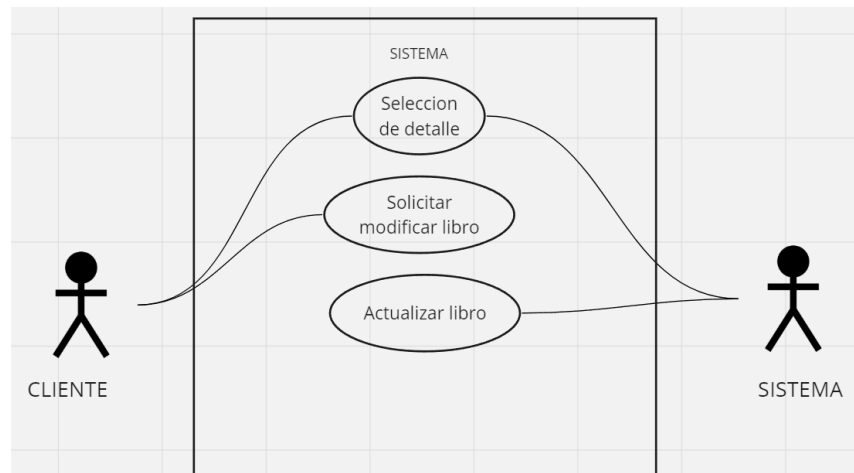 SISTEMA
Seleccion
de detalle
Solicitar
modificar libro
Actualizar libro
CLIENTE
SISTEMA